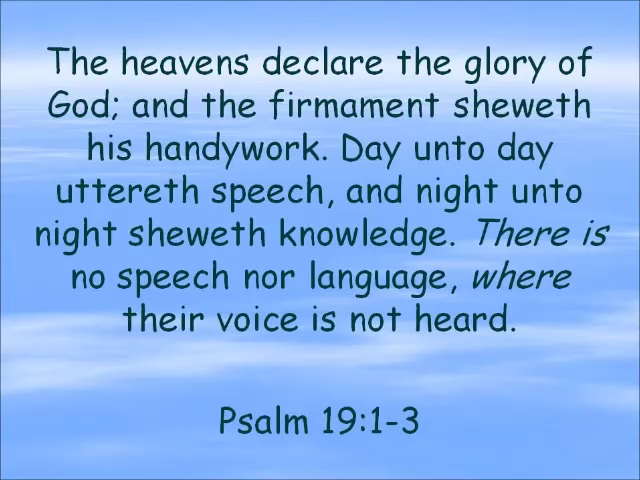 The heavens declare the glory of
God; and the firmament sheweth
his handywork. Day unto day
uttereth speech, and night unto
night sheweth knowledge. There is
no speech nor language, where
their voice is not heard.
Psalm 19:1-3